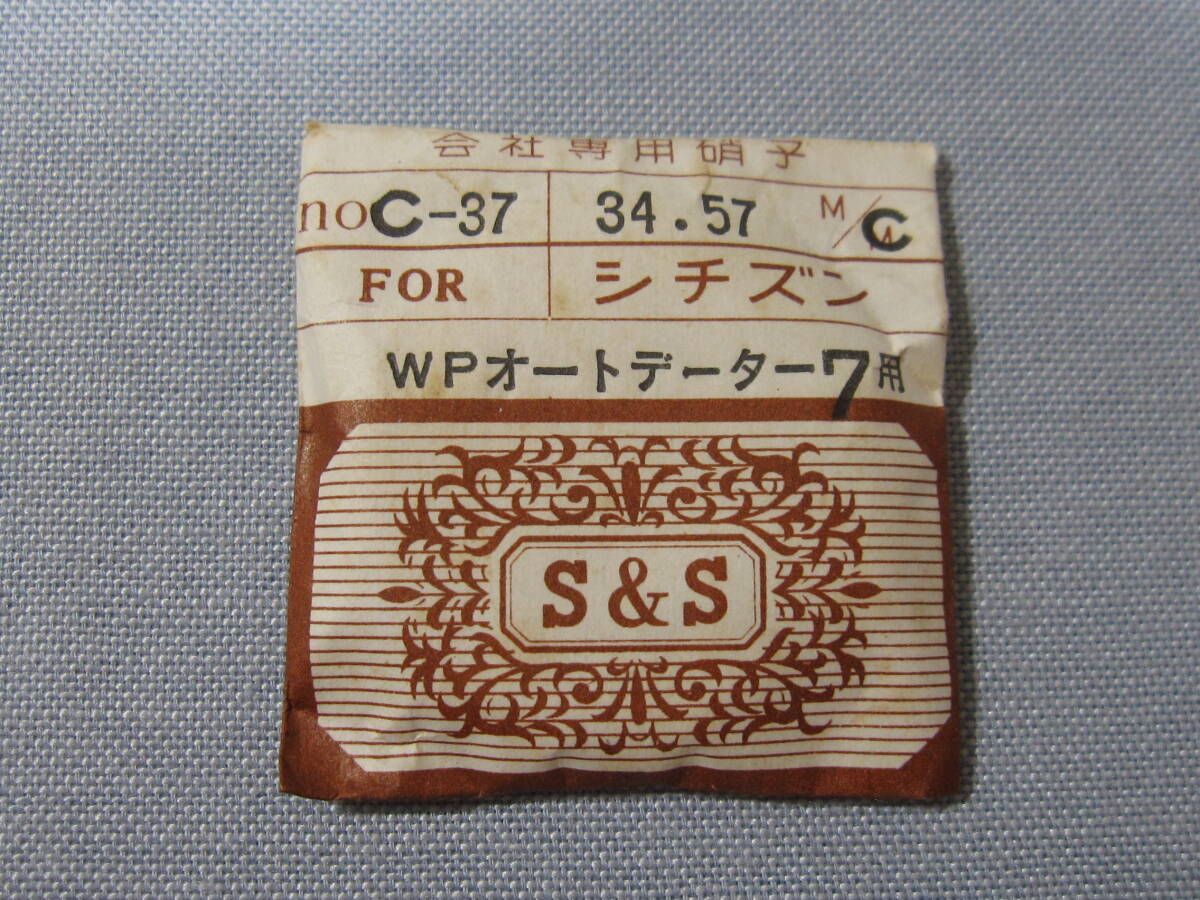 会社専用硝子
no C-37 34.57 M/M C
FOR シチズン
WPオートデーター7用
S&S